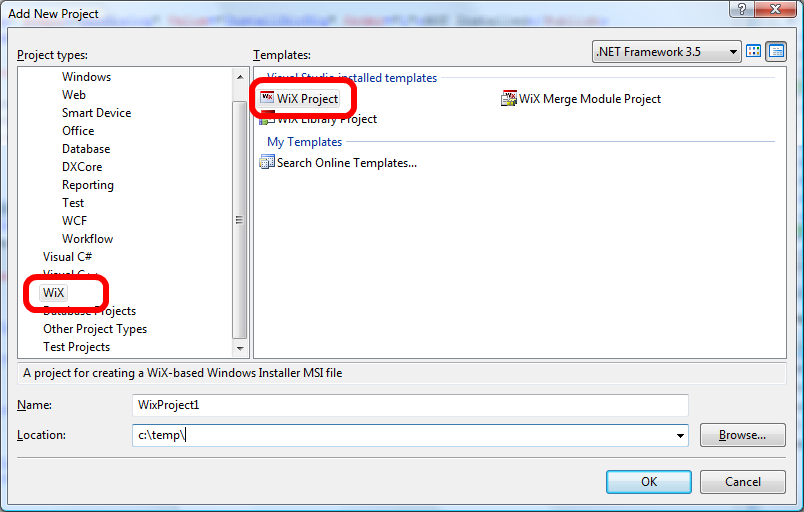 Add New Project
Project types:
Templates:
.NET Framework 3.5
Windows
Web
Smart Device
Office
Database
DXCore
Reporting
Test
WCF
Workflow
Visual C#
Visual C++
WiX
Database Projects
Other Project Types
Test Projects
Visual Studio installed templates
WiX Project
WiX Merge Module Project
WiX Library Project
My Templates
Search Online Templates...
A project for creating a WiX-based Windows Installer MSI file
Name:
WixProject1
Location:
c:\temp\
Browse...
OK
Cancel